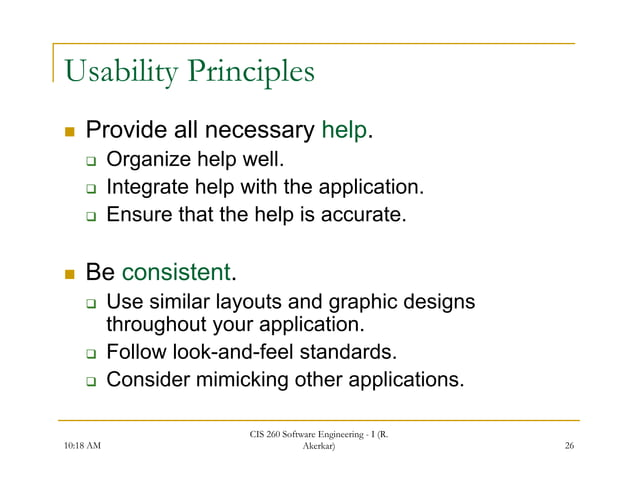 Usability Principles
Provide all necessary help.
Organize help well.
Integrate help with the application.
Ensure that the help is accurate.
Be consistent.
Use similar layouts and graphic designs
throughout your application.
Follow look-and-feel standards.
Consider mimicking other applications.
10:18 AM
CIS 260 Software Engineering - I (R.
Akerkar)
26